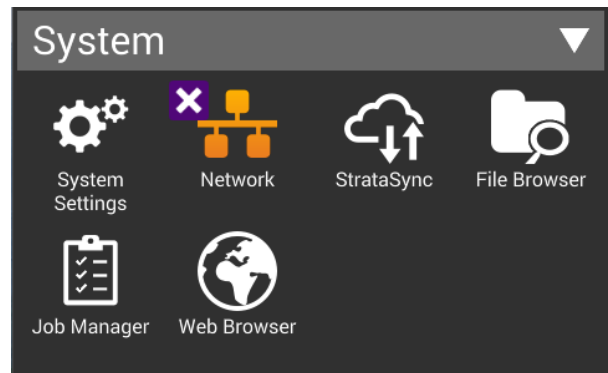 System
System
Settings
Network
StrataSync
File Browser
Job Manager
Web Browser